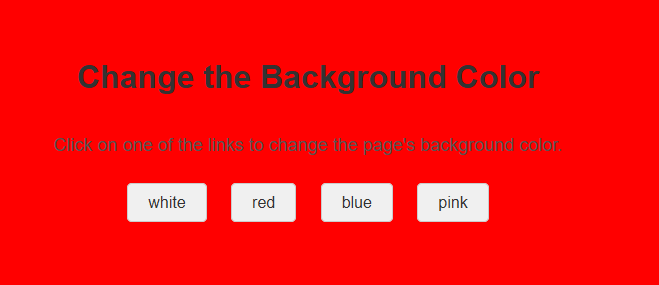 Change the Background Color
Click on one of the links to change the page's background color.
white red blue pink